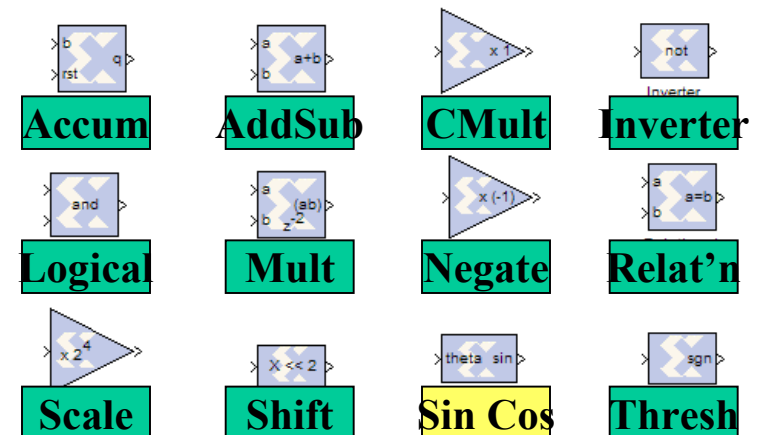 b q
rst
Accum
a
a+b
b
AddSub
x 1
CMult
not
Inverter
Inverter
and
Logical
a
(ab)
b z-2
Mult
x (-1)
Negate
a
a=b
b
Relat'n
x 2 4
Scale
X << 2
Shift
theta sin
Sin Cos
sgn
Thresh